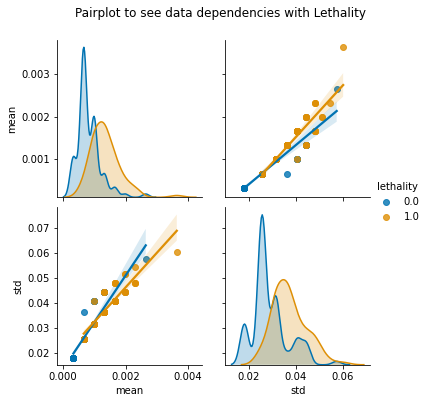 Pairplot to see data dependencies with Lethality
0.003
0.002
0.001
mean
lethality
0.0
1.0
0.07
0.06
0.05
0.04
0.03
0.02
std
0.000 0.002 0.004
mean
0.02 0.04 0.06
std